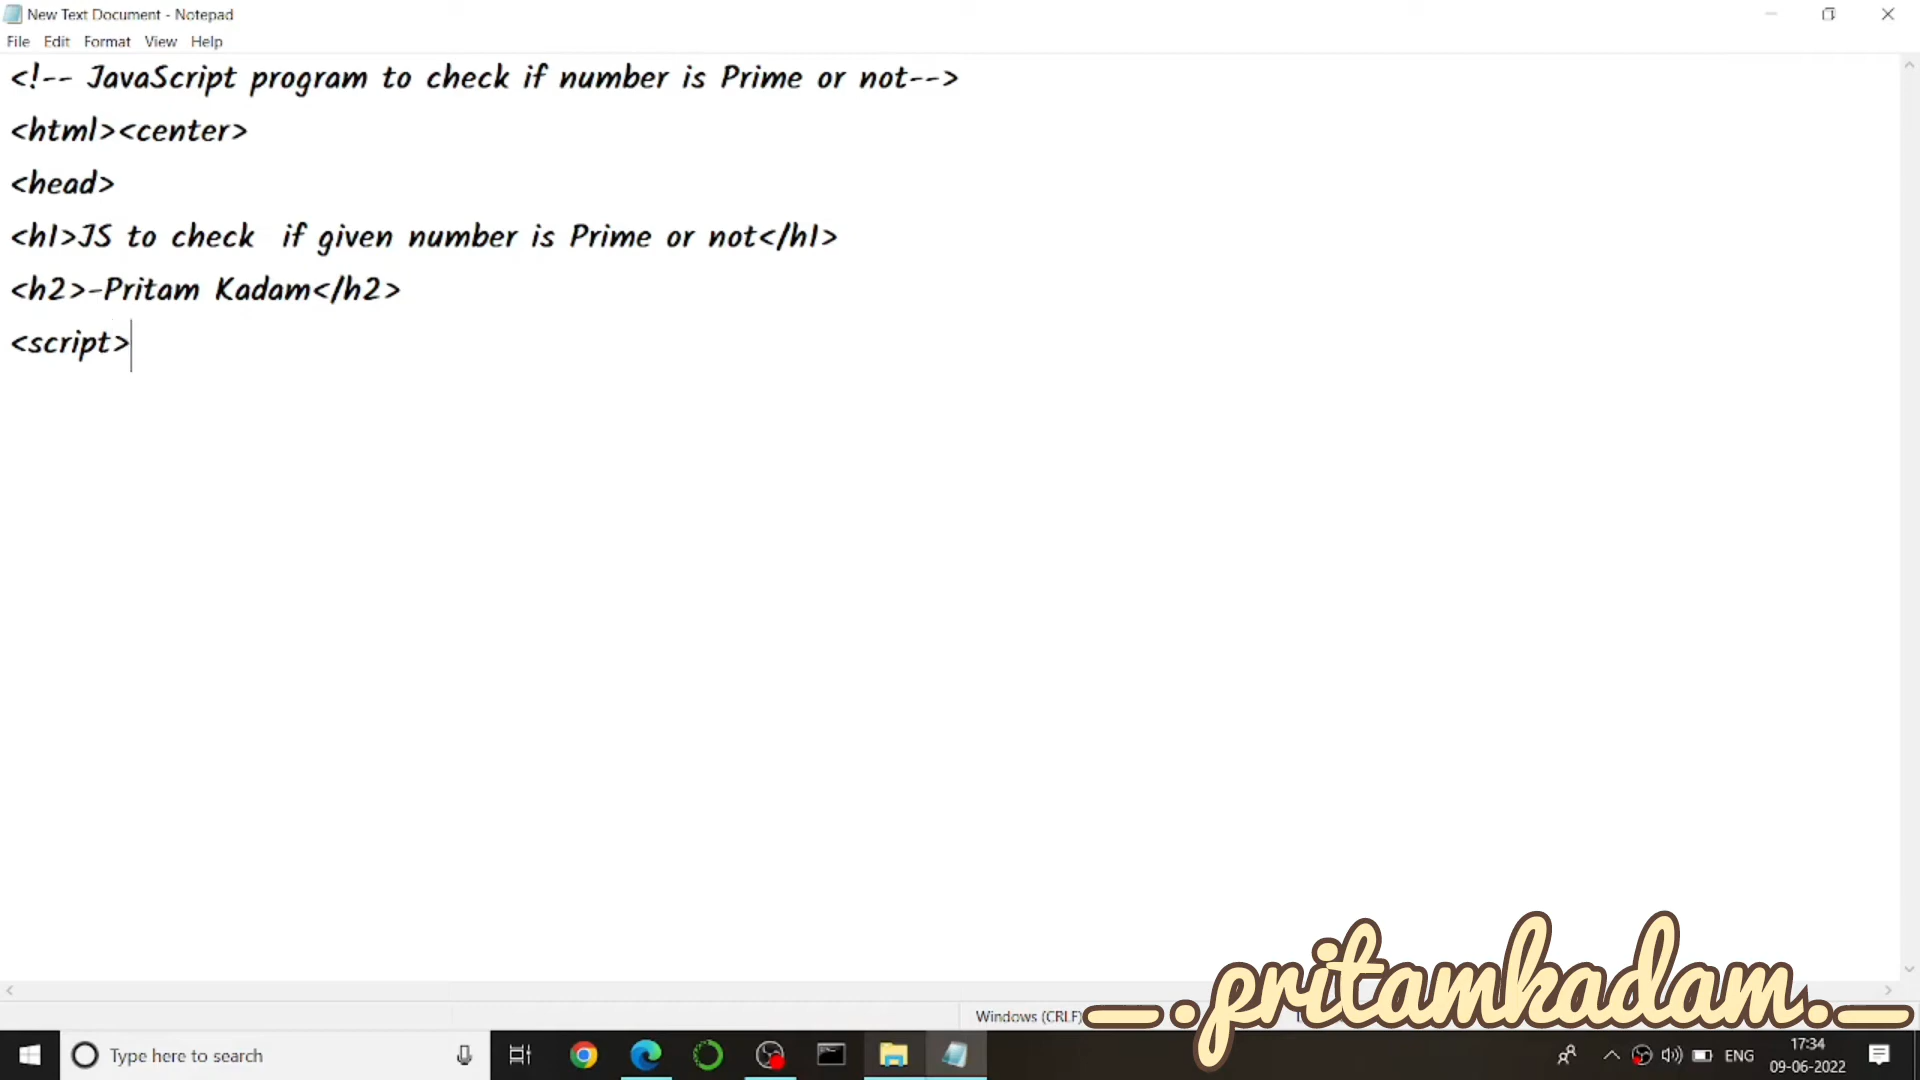 New Text Document - Notepad
File Edit Format View Help
<!-- JavaScript program to check if number is Prime or not-->
<html><center>
<head>
<h1>JS to check  if given number is Prime or not</h1>
<h2>-Pritam Kadam</h2>
<script>
Windows (CRLF)
_.pritamkadam._
Type here to search
ENG
17:34
09-06-2022